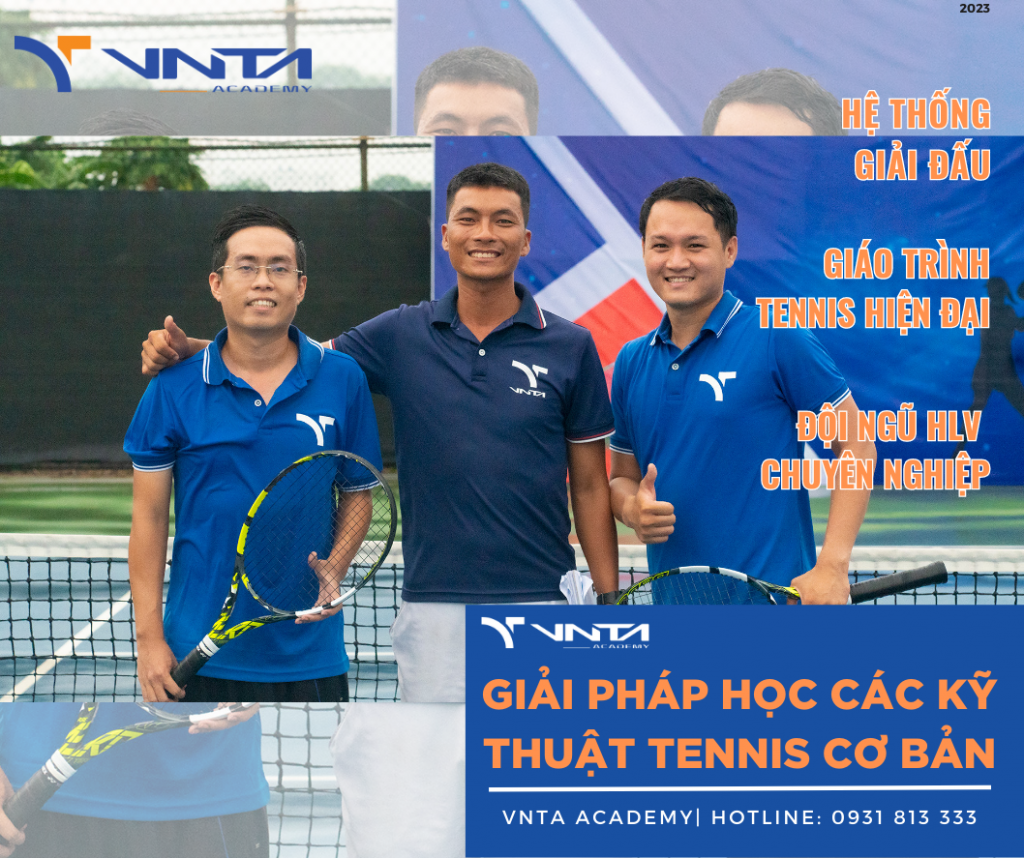 2023
VNTA
ACADEMY
HỆ THỐNG
GIẢI ĐẤU
GIÁO TRÌNH
TENNIS HIỆN ĐẠI
ĐỘI NGŨ HLV
CHUYÊN NGHIỆP
VNTA
VNTA
ACADEMY
GIẢI PHÁP HỌC CÁC KỸ
THUẬT TENNIS CƠ BẢN
VNTA ACADEMY| HOTLINE: 0931 813 333